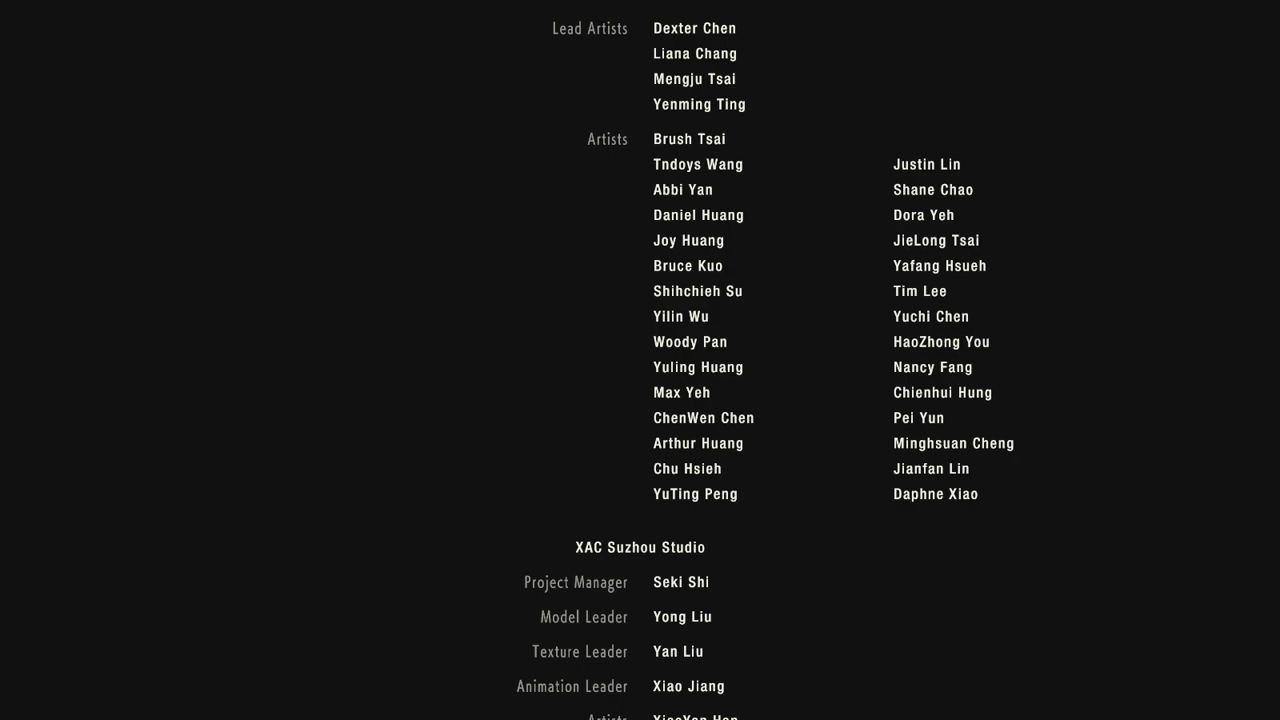 Lead Artists Dexter Chen
Liana Chang
Mengju Tsai
Yenming Ting
Artists Brush Tsai
Tndoys Wang Justin Lin
Abbi Yan Shane Chao
Daniel Huang Dora Yeh
Joy Huang JieLong Tsai
Bruce Kuo Yafang Hsueh
Shihchieh Su Tim Lee
Yilin Wu Yuchi Chen
Woody Pan HaoZhong You
Yuling Huang Nancy Fang
Max Yeh Chienhui Hung
ChenWen Chen Pei Yun
Arthur Huang Minghsuan Cheng
Chu Hsieh Jianfan Lin
YuTing Peng Daphne Xiao
XAC Suzhou Studio
Project Manager Seki Shi
Model Leader Yong Liu
Texture Leader Yan Liu
Animation Leader Xiao Jiang
Artists